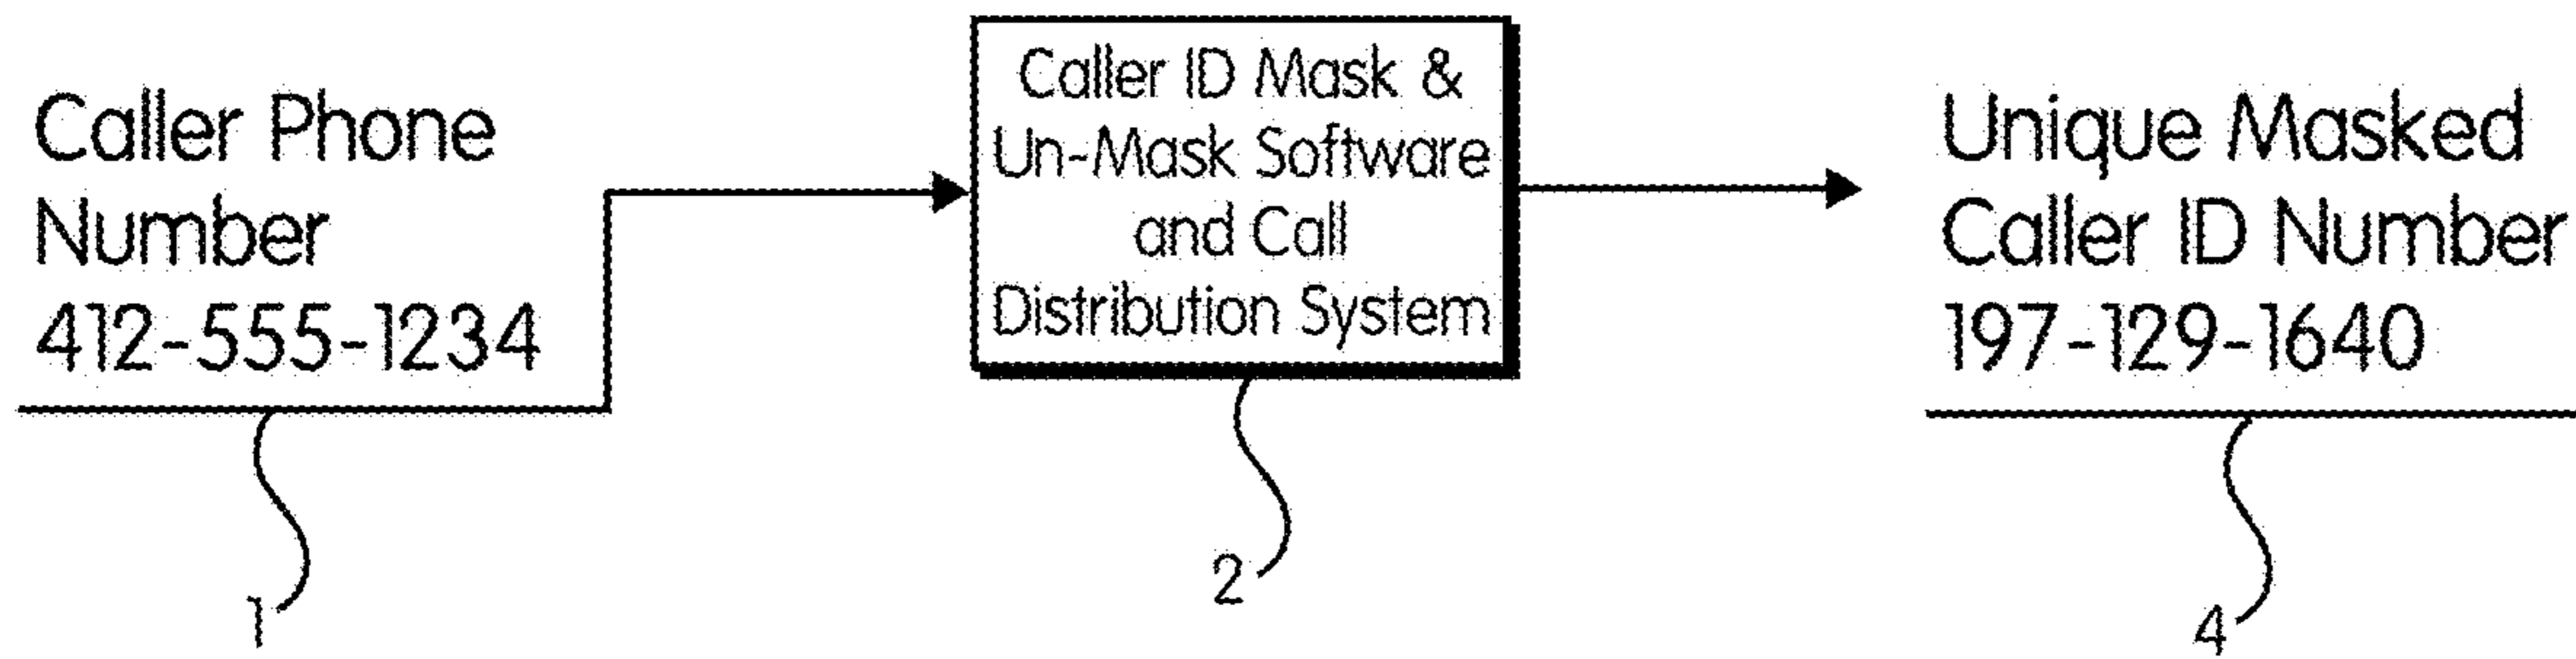 Caller Phone
Number
412-555-1234
1
Caller ID Mask &
Un-Mask Software
and Call
Distribution System
2
Unique Masked
Caller ID Number
197-129-1640
4